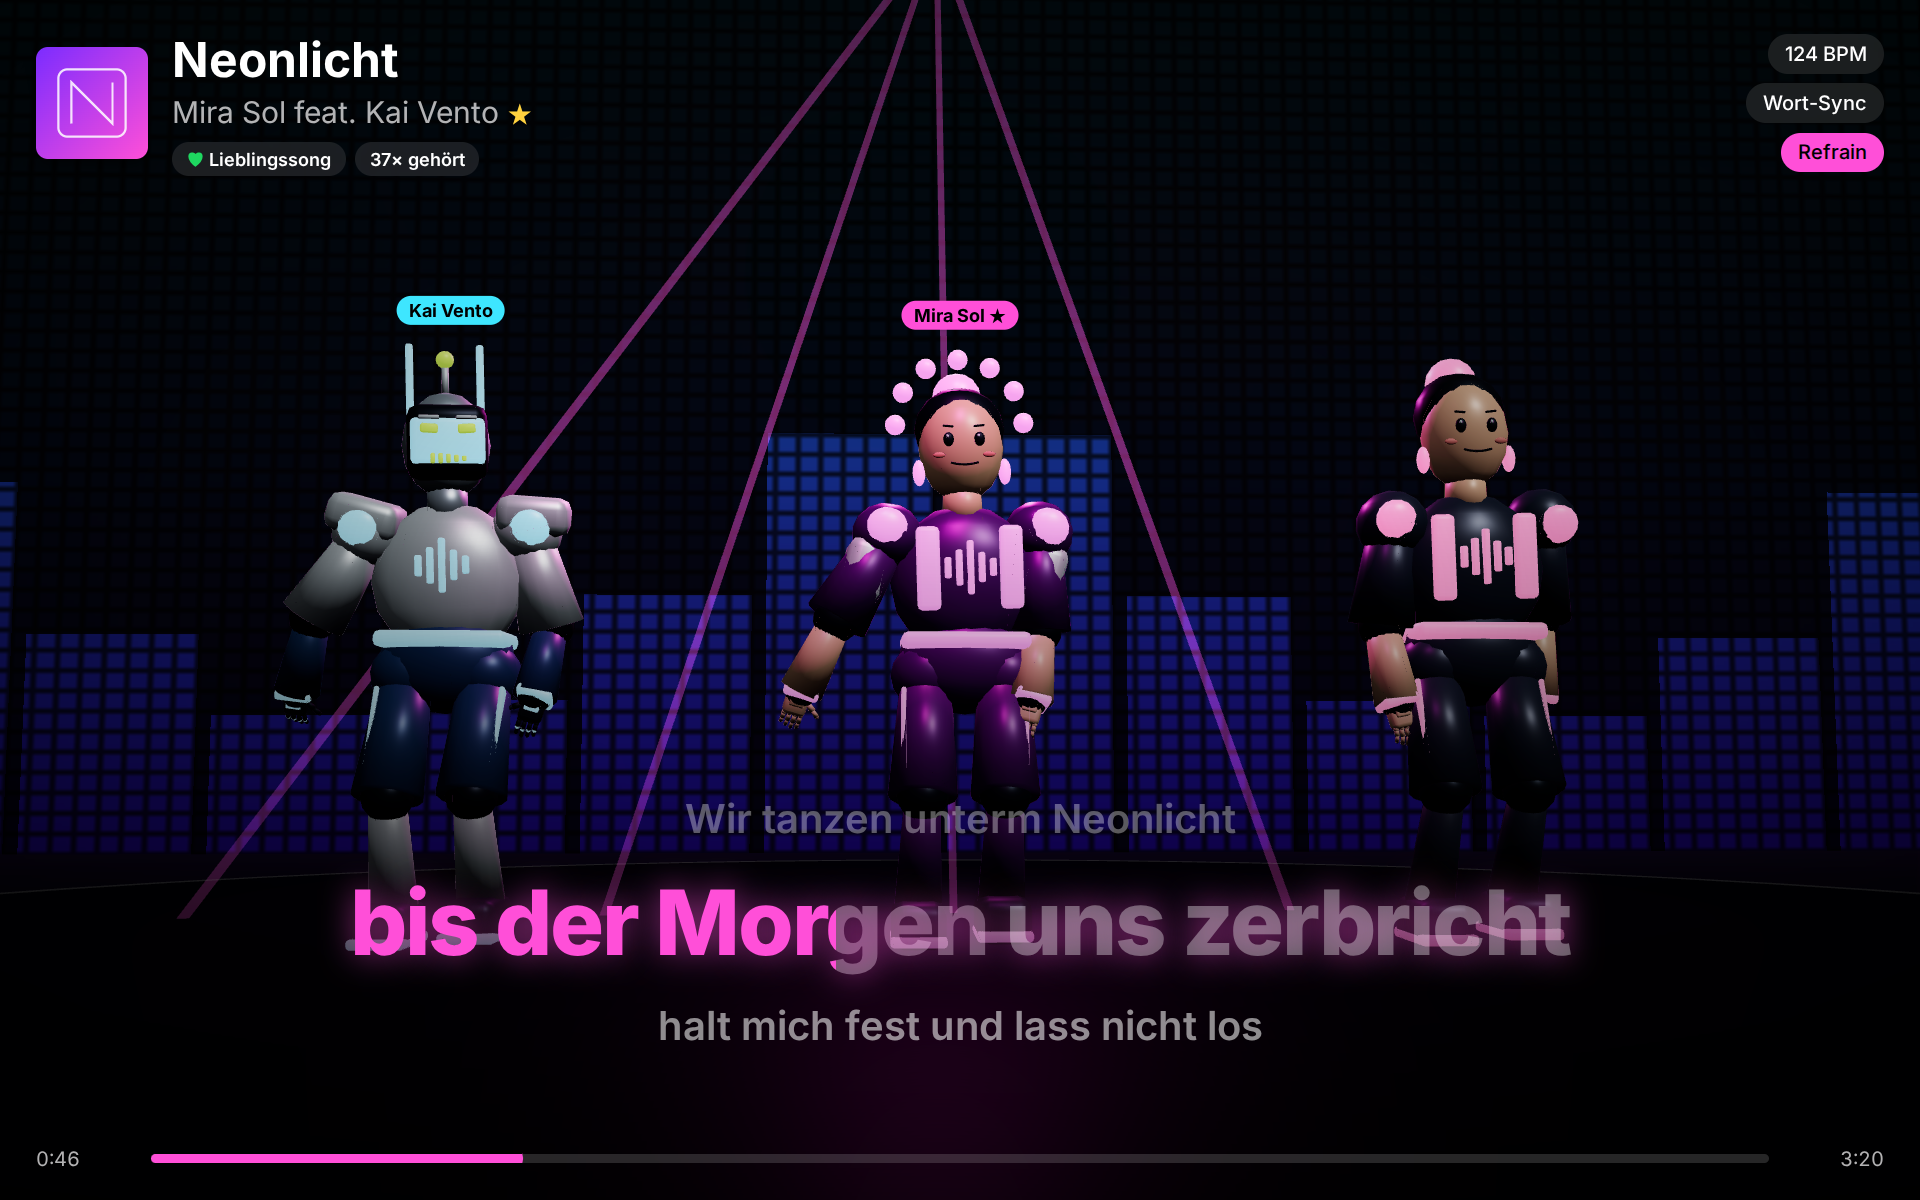 Neonlicht
Mira Sol feat. Kai Vento ★
Lieblingssong
37× gehört
124 BPM
Wort-Sync
Refrain
Kai Vento
Mira Sol ★
Wir tanzen unterm Neonlicht
bis der Morgen uns zerbricht
halt mich fest und lass nicht los
0:46
3:20